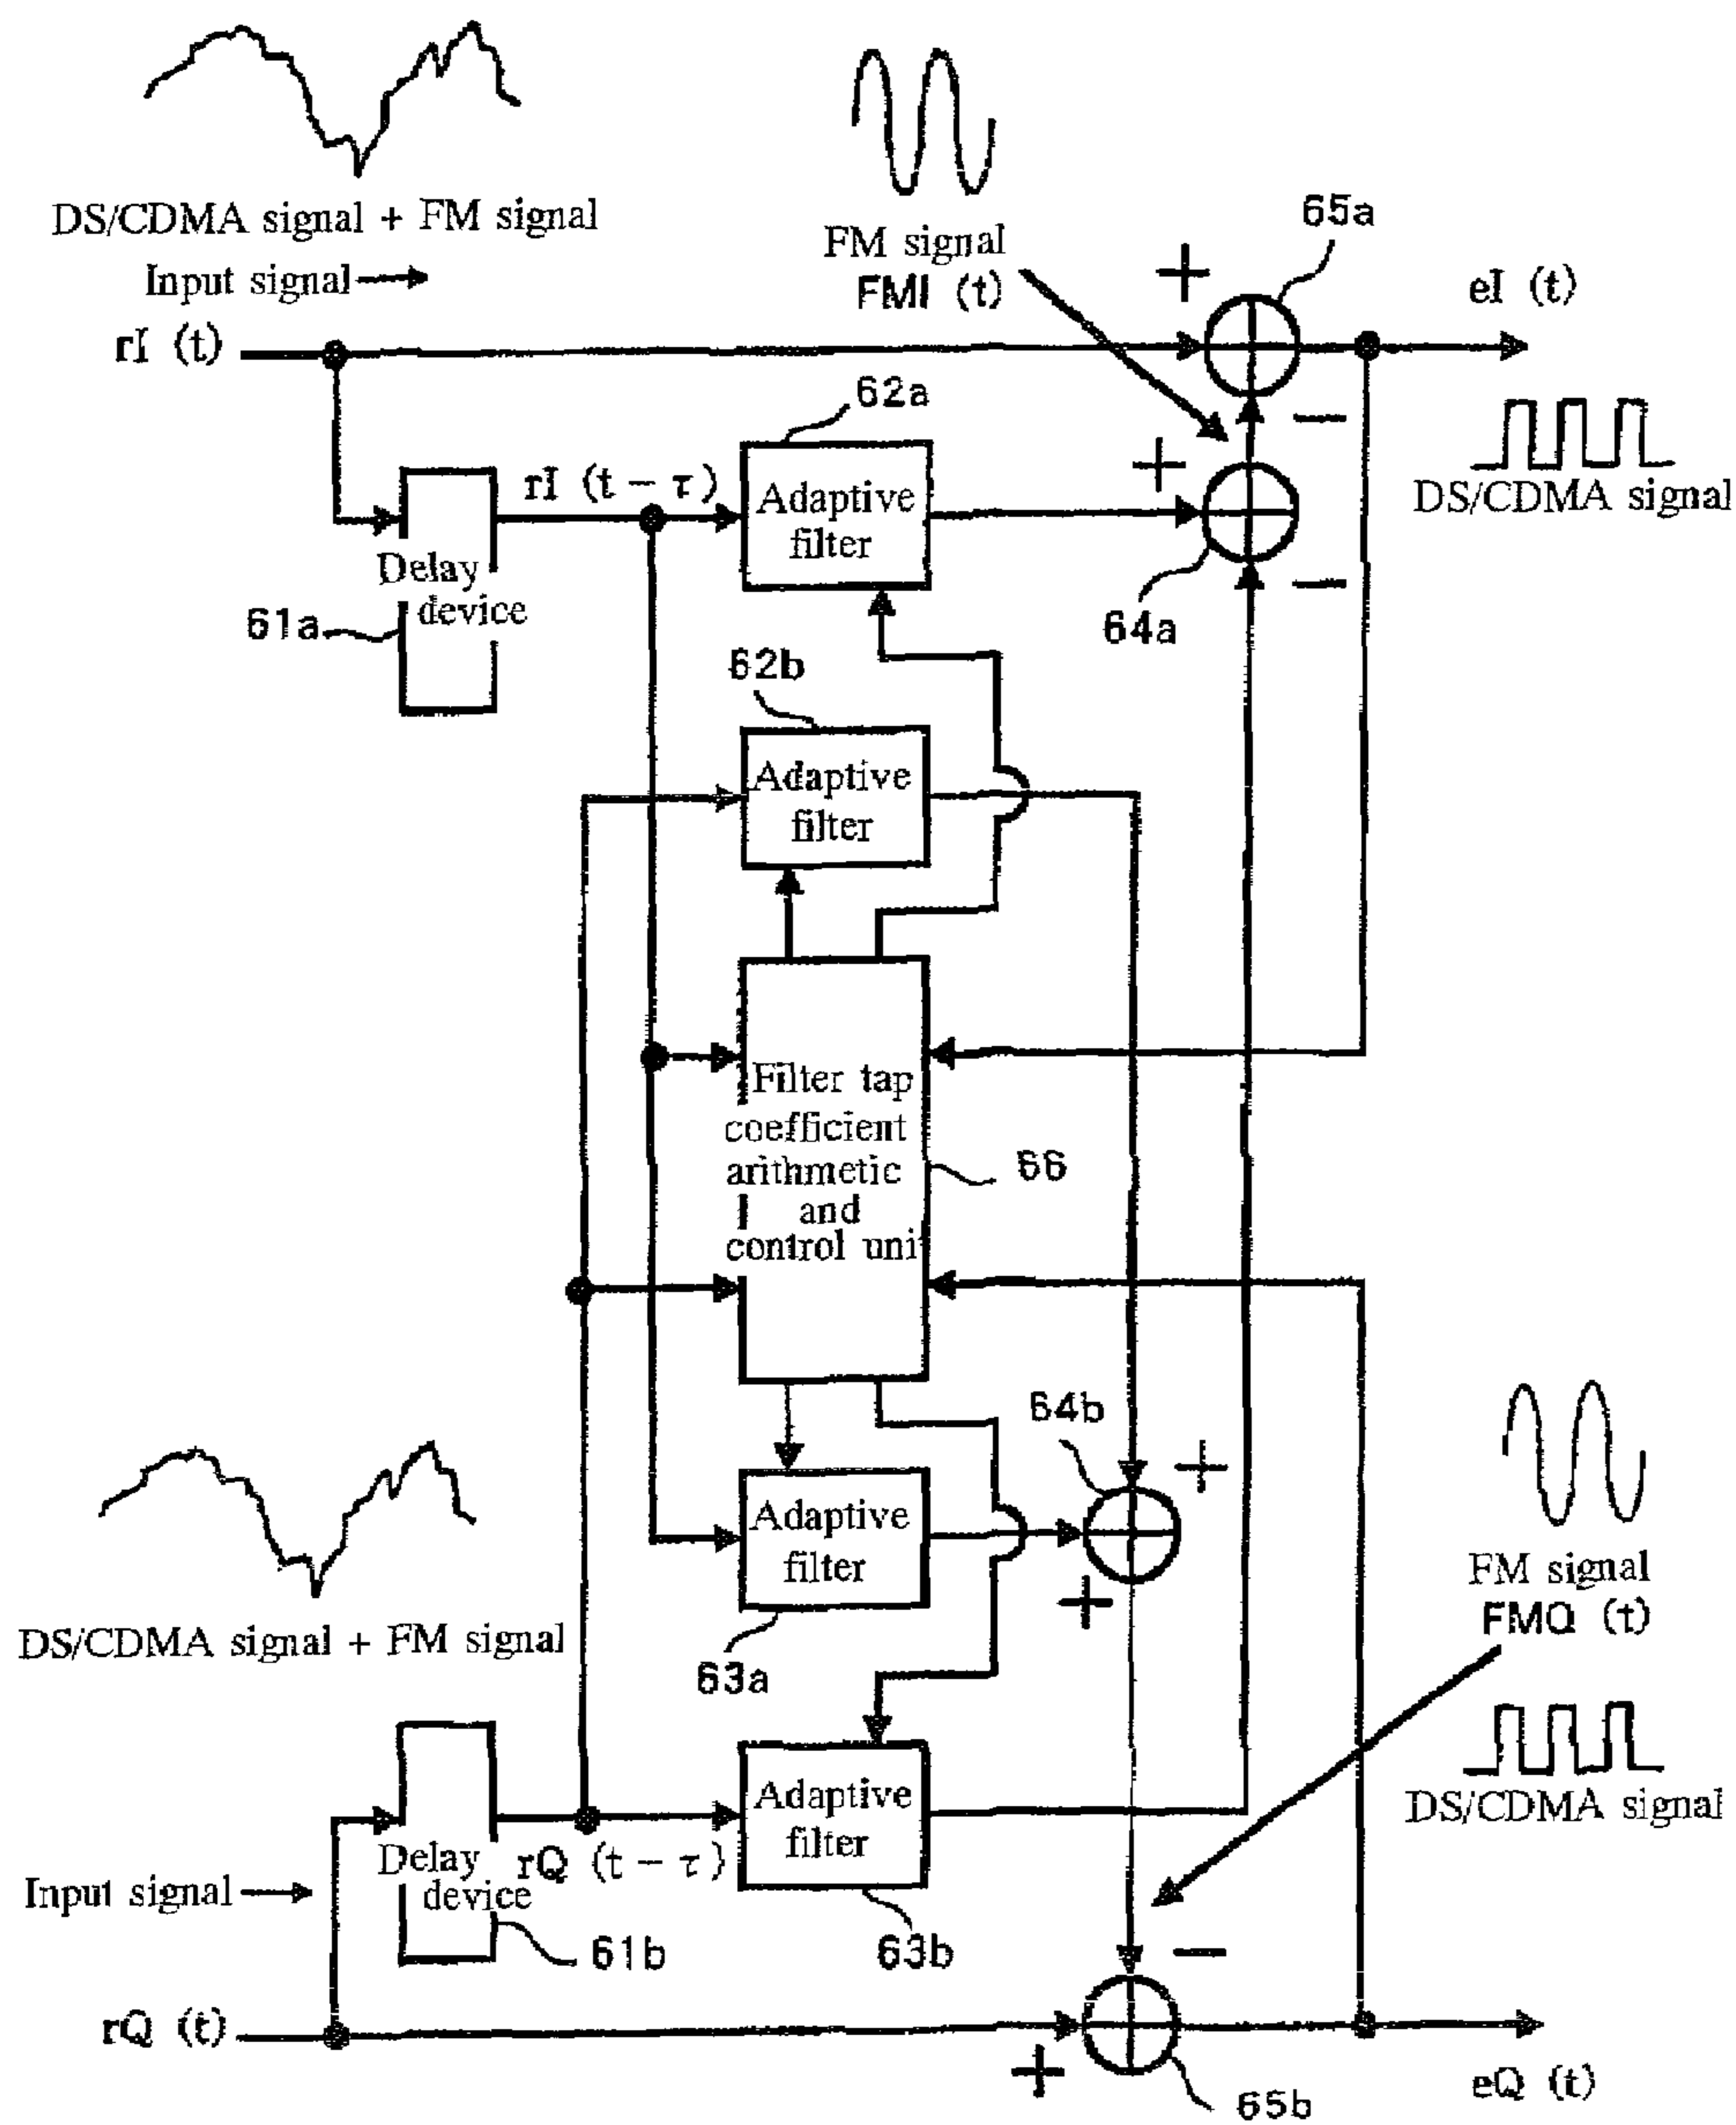 DS/CDMA signal + FM signal
Input signal
rI (t)
FM signal
FMI (t)
65a
+
eI (t)
62a
+
−
DS/CDMA signal
rI (t − τ)
Adaptive
filter
Delay
device
61a
64a
−
62b
Adaptive
filter
Filter tap
coefficient
arithmetic
and
control uni
66
64b
+
Adaptive
filter
+
63a
FM signal
FMQ (t)
DS/CDMA signal + FM signal
DS/CDMA signal
Adaptive
filter
Delay
device
rQ (t − τ)
Input signal
61b
63b
−
rQ (t)
+
65b
eQ (t)